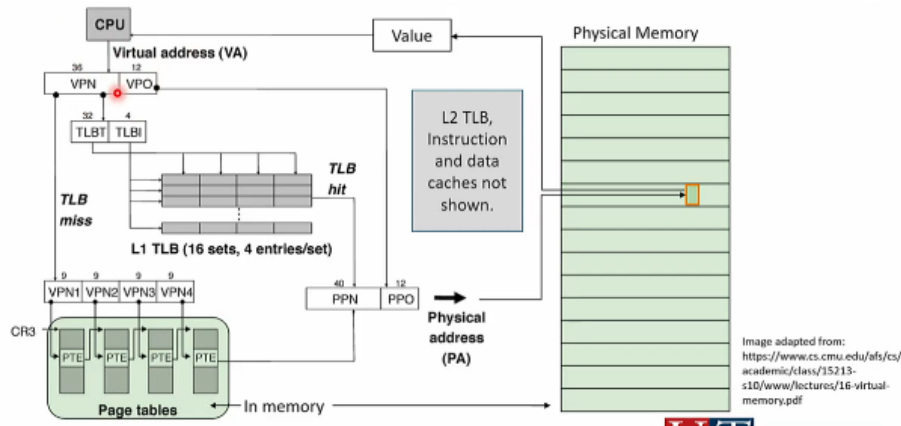 CPU
Value
Physical Memory
Virtual address (VA)
36
12
VPN
VPO
32
4
TLBT
TLBI
L2 TLB,
Instruction
and data
caches not
shown.
TLB
hit
TLB
miss
L1 TLB (16 sets, 4 entries/set)
9
9
9
9
VPN1
VPN2
VPN3
VPN4
40
12
PPN
PPO
Physical
address
(PA)
CR3
PTE
PTE
PTE
PTE
Page tables
In memory
Image adapted from:
https://www.cs.cmu.edu/afs/cs/
academic/class/15213-
s10/www/lectures/16-virtual-
memory.pdf